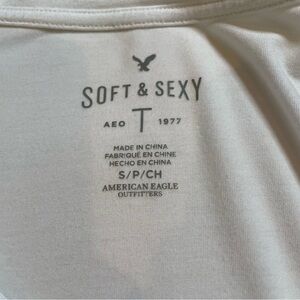 SOFT & SEXY
AEO T 1977
MADE IN CHINA
FABRIQUÉ EN CHINE
HECHO EN CHINA
S/P/CH
AMERICAN EAGLE
OUTFITTERS